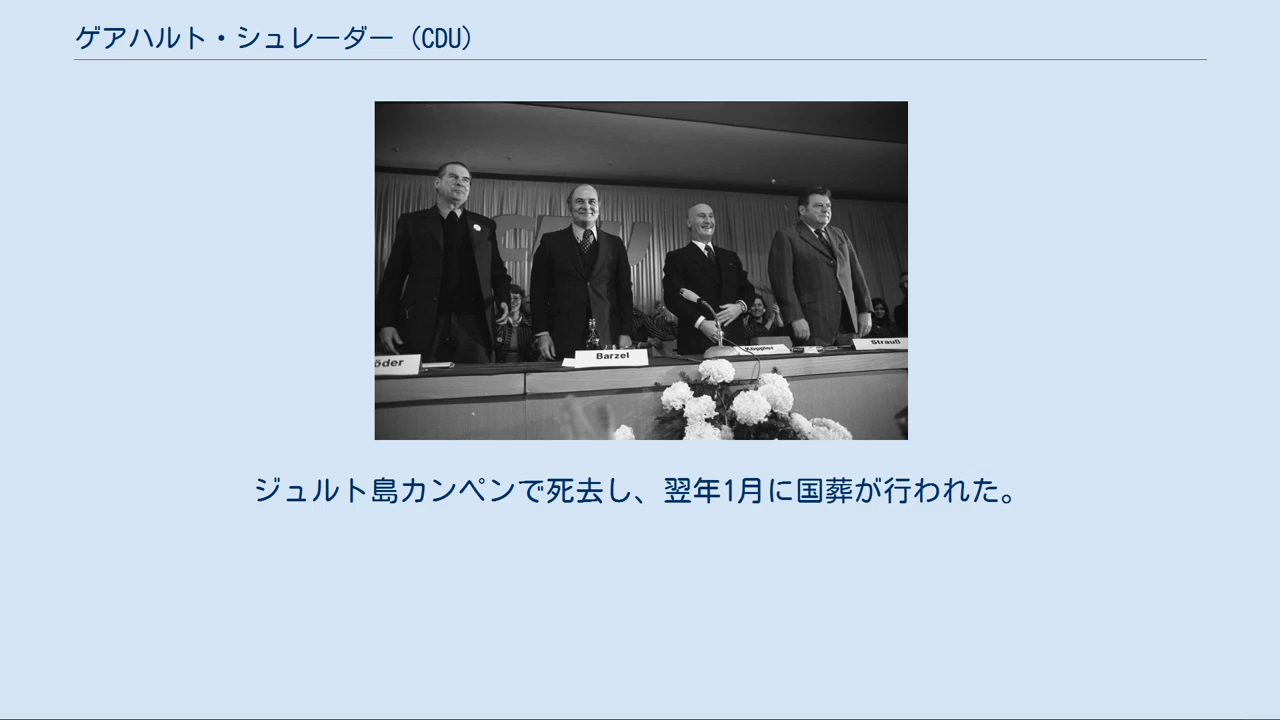 ゲアハルト・シュレーダー（CDU）
öder
Barzel
Köppler
Strauß
ジュルト島カンペンで死去し、翌年1月に国葬が行われた。